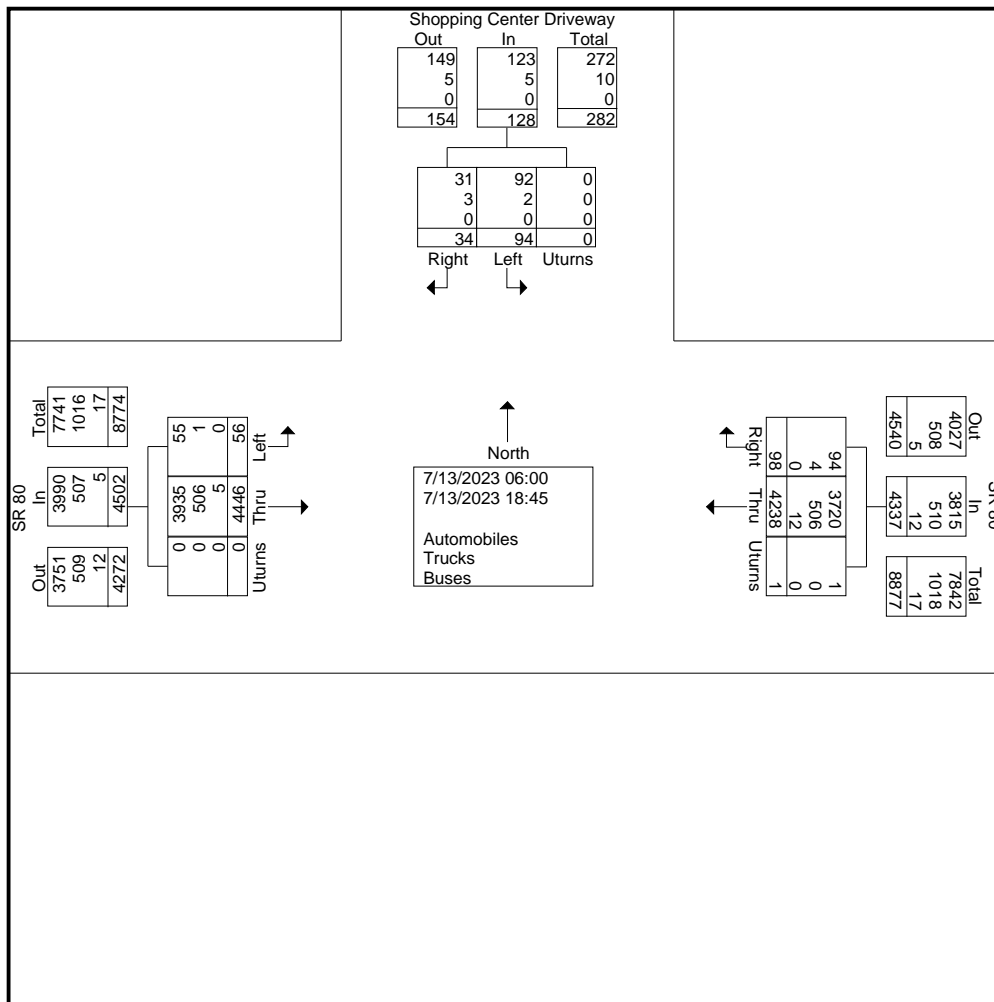 Shopping Center Driveway
Out In Total
149 123 272
5 5 10
0 0 0
154 128 282
31 92 0
3 2 0
0 0 0
34 94 0
Right Left Uturns
SR 80
Total
7741
1016
17
8774
In
3990
507
5
4502
Out
3751
509
12
4272
Left
55
1
0
56
Thru
3935
506
5
4446
Uturns
0
0
0
0
North
7/13/2023 06:00
7/13/2023 18:45
Automobiles
Trucks
Buses
Right
94
4
0
98
Thru
3720
506
12
4238
Uturns
1
0
0
1
Out
4027
508
5
4540
In
3815
510
12
4337
Total
7842
1018
17
8877
SR 80